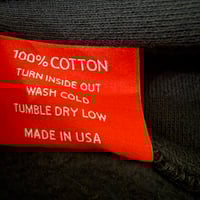 100% COTTON
TURN INSIDE OUT
WASH COLD
TUMBLE DRY LOW
MADE IN USA